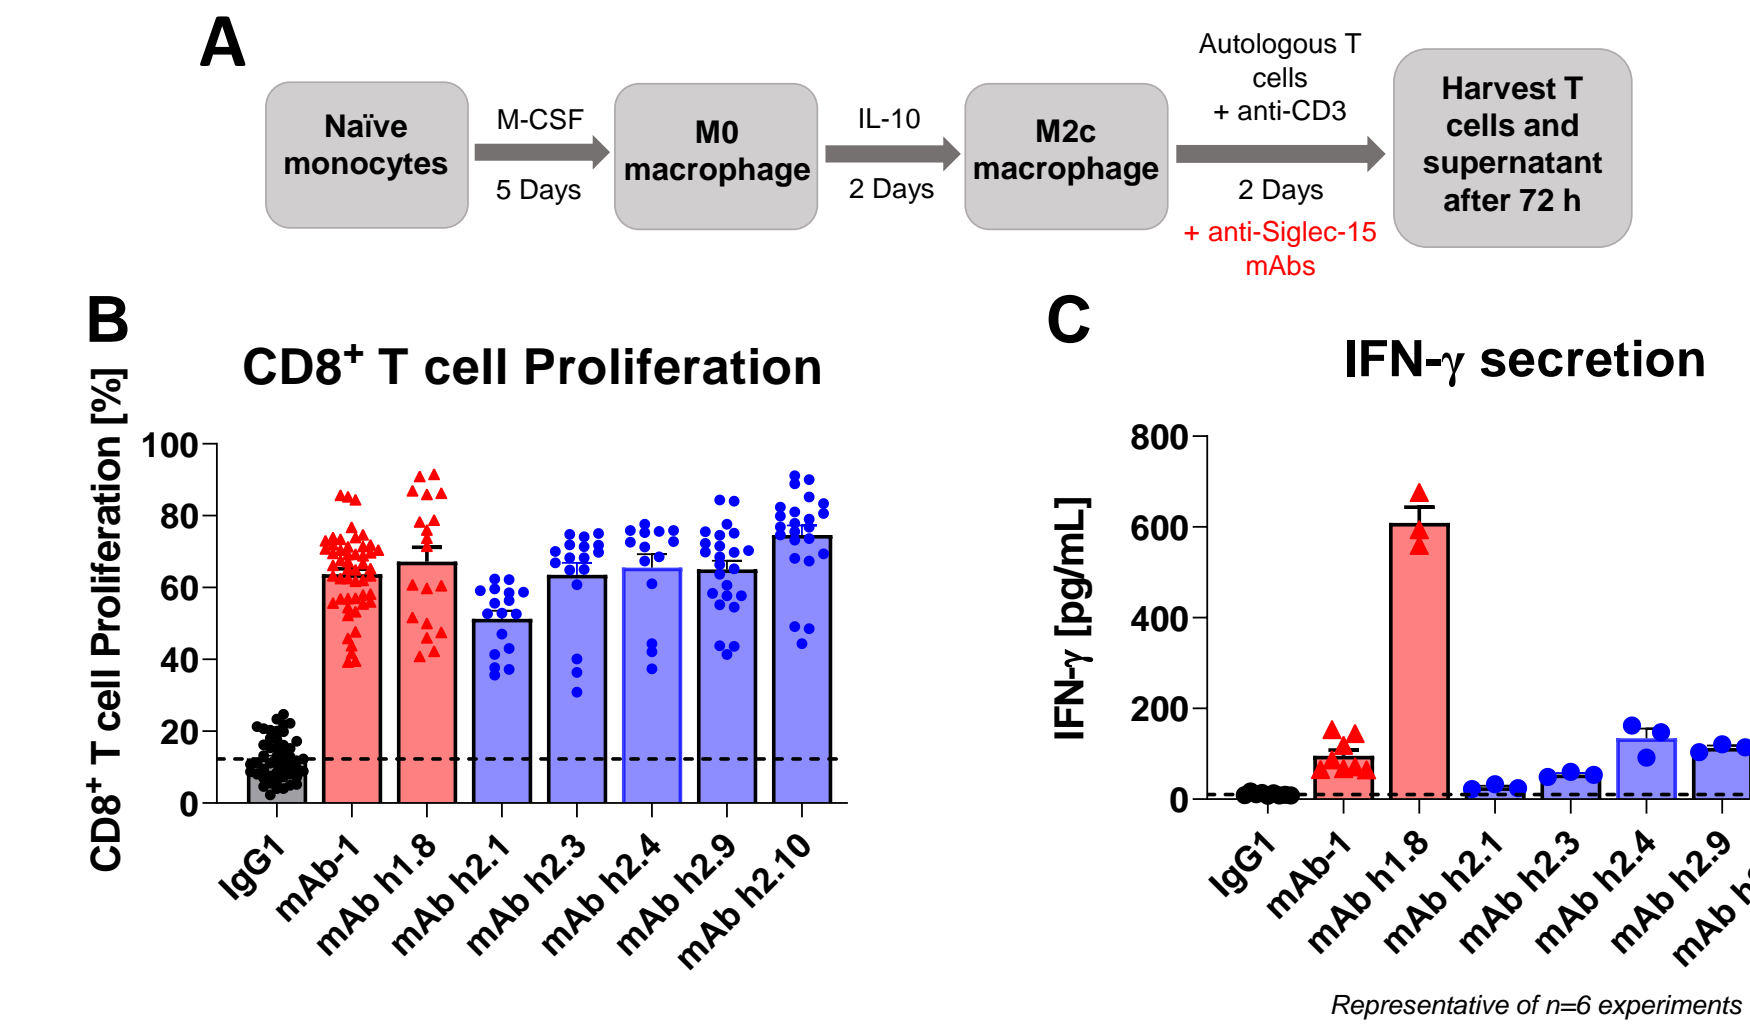 A
Naïve
monocytes
M-CSF
5 Days
M0
macrophage
IL-10
2 Days
M2c
macrophage
Autologous T
cells
+ anti-CD3
2 Days
+ anti-Siglec-15
mAbs
Harvest T
cells and
supernatant
after 72 h
B
CD8+ T cell Proliferation
CD8+ T cell Proliferation [%]
100
80
60
40
20
0
IgG1
mAb-1
mAb h1.8
mAb h2.1
mAb h2.3
mAb h2.4
mAb h2.9
mAb h2.10
C
IFN-γ secretion
IFN-γ [pg/mL]
800
600
400
200
0
IgG1
mAb-1
mAb h1.8
mAb h2.1
mAb h2.3
mAb h2.4
mAb h2.9
mAb
Representative of n=6 experiments